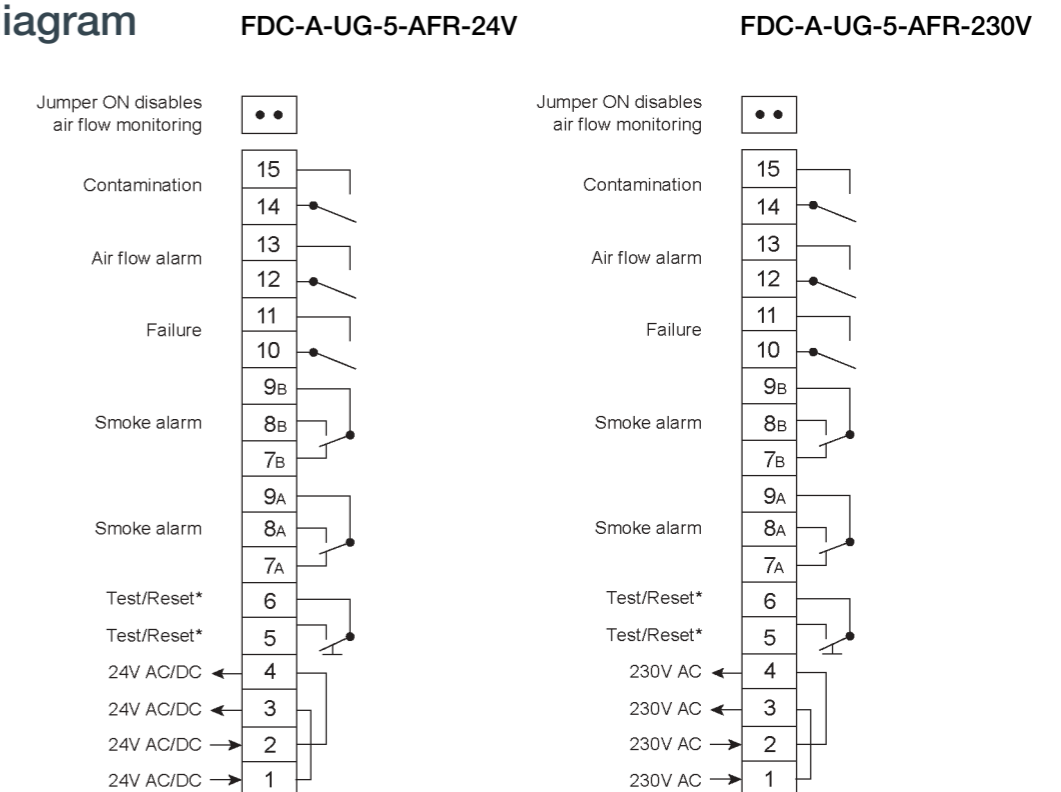 iagram
FDC-A-UG-5-AFR-24V
Jumper ON disables
air flow monitoring
Contamination
15
14
Air flow alarm
13
12
Failure
11
10
Smoke alarm
9B
8B
7B
Smoke alarm
9A
8A
7A
Test/Reset* 6
Test/Reset* 5
24V AC/DC 4
24V AC/DC 3
24V AC/DC 2
24V AC/DC 1
FDC-A-UG-5-AFR-230V
Jumper ON disables
air flow monitoring
Contamination
15
14
Air flow alarm
13
12
Failure
11
10
Smoke alarm
9B
8B
7B
Smoke alarm
9A
8A
7A
Test/Reset* 6
Test/Reset* 5
230V AC 4
230V AC 3
230V AC 2
230V AC 1